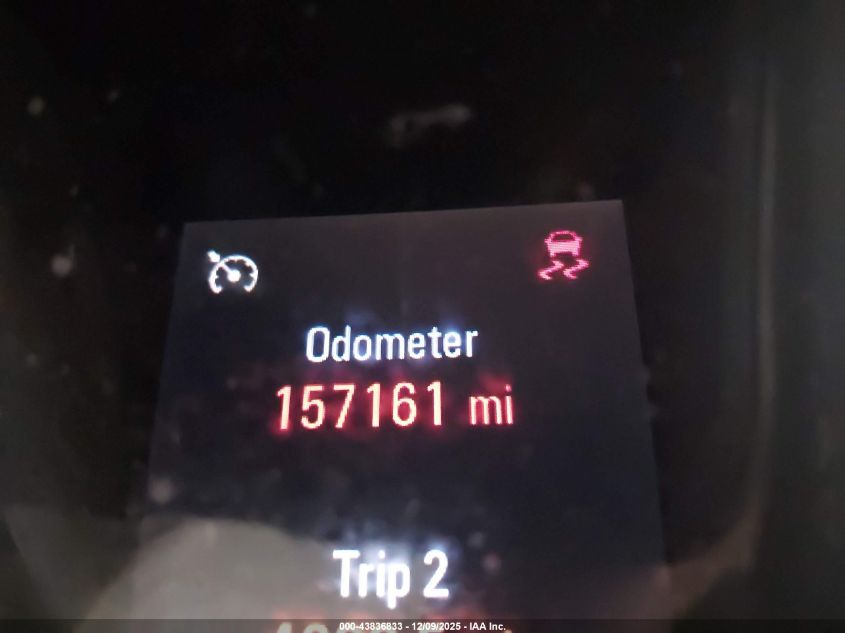 Odometer
157161 mi
Trip 2
000-43836833 - 12/09/2025 - IAA Inc.